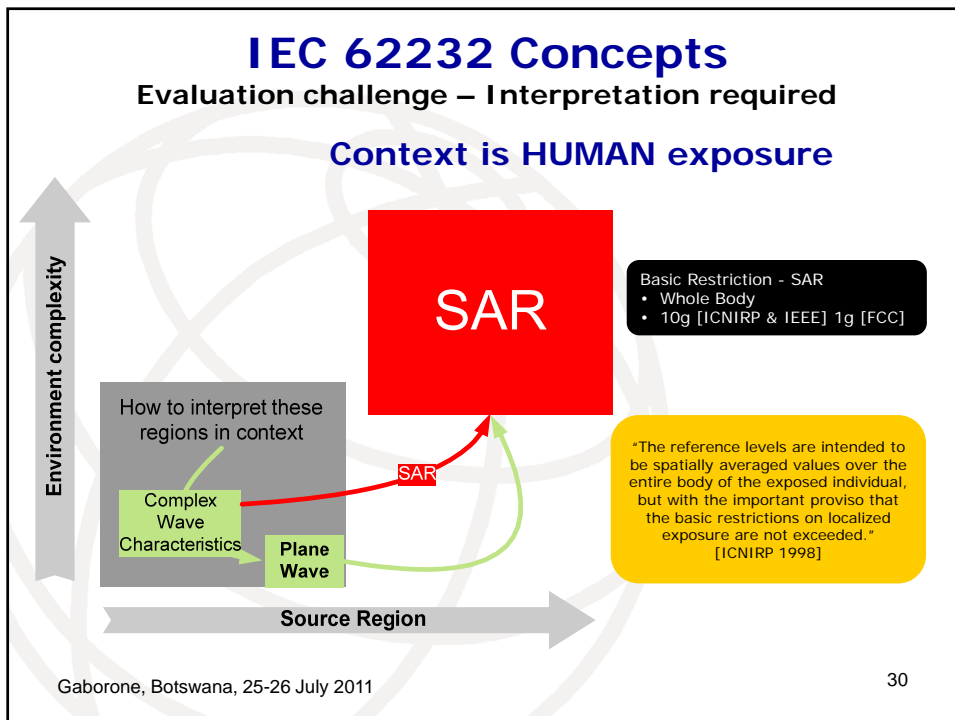 IEC 62232 Concepts
Evaluation challenge – Interpretation required
Context is HUMAN exposure
Environment complexity
SAR
Basic Restriction - SAR
• Whole Body
• 10g [ICNIRP & IEEE] 1g [FCC]
How to interpret these
regions in context
SAR
Complex
Wave
Characteristics
Plane
Wave
"The reference levels are intended to
be spatially averaged values over the
entire body of the exposed individual,
but with the important proviso that
the basic restrictions on localized
exposure are not exceeded."
[ICNIRP 1998]
Source Region
Gaborone, Botswana, 25-26 July 2011
30